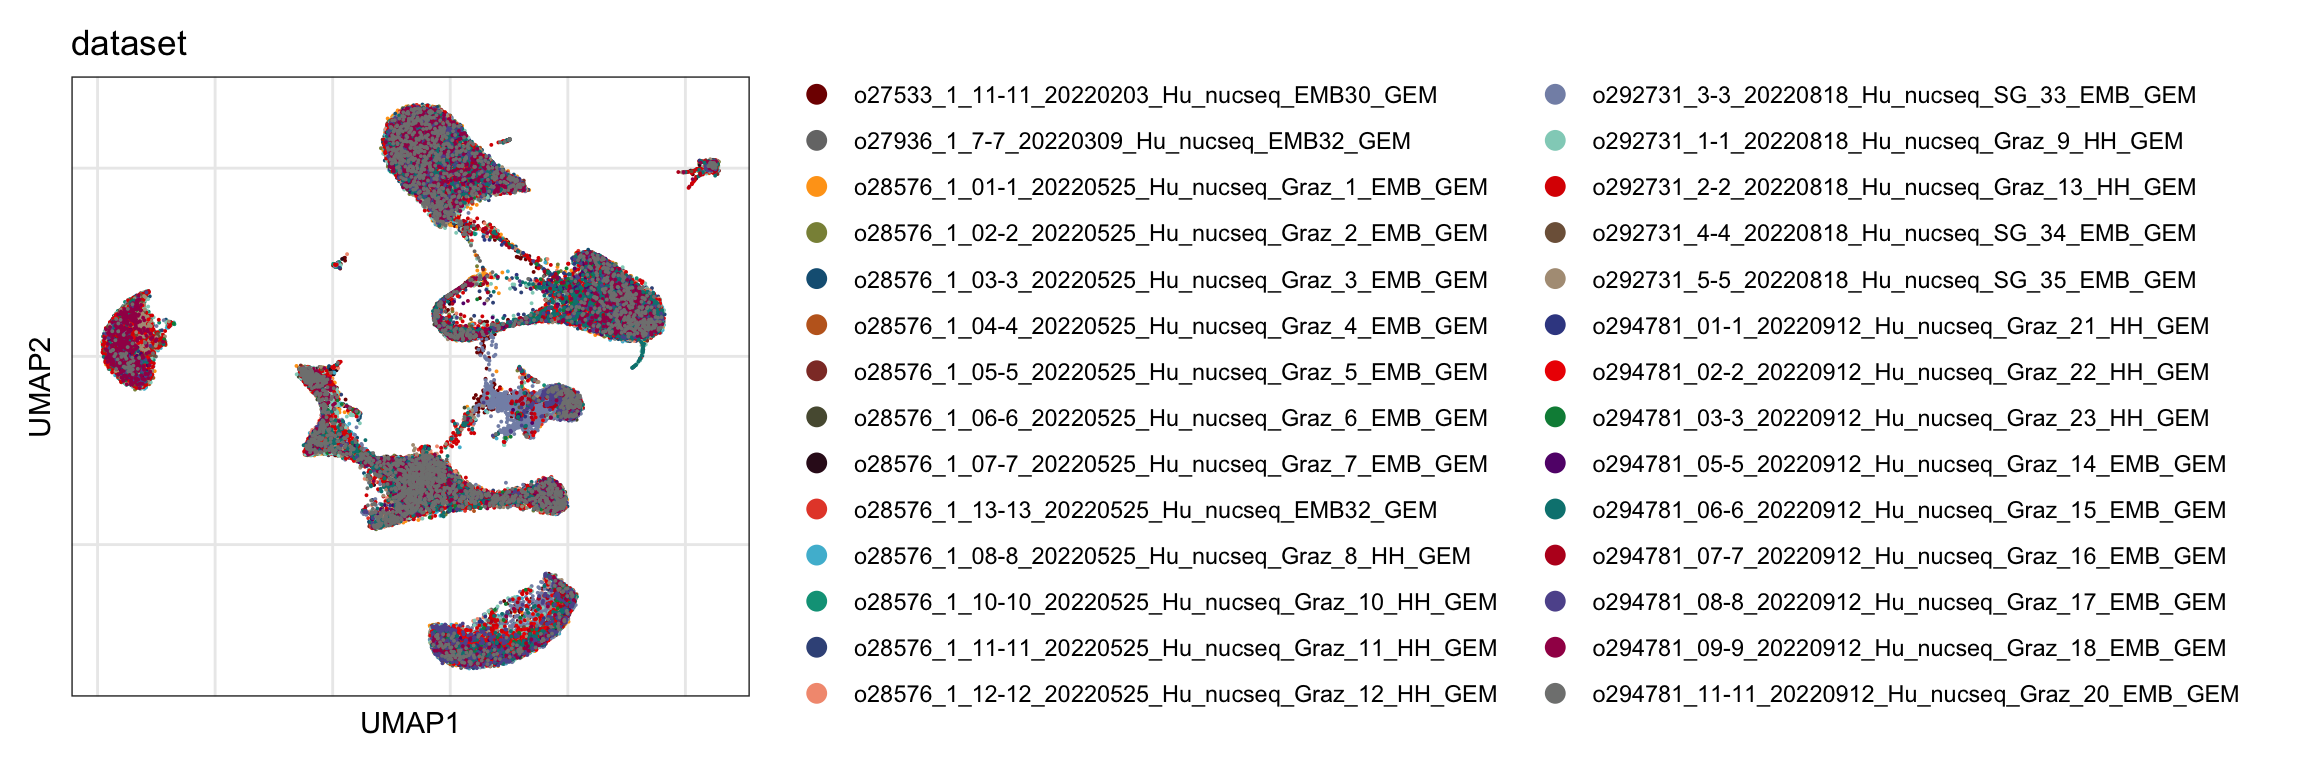 dataset
UMAP2
UMAP1
o27533_1_11-11_20220203_Hu_nucseq_EMB30_GEM
o27936_1_7-7_20220309_Hu_nucseq_EMB32_GEM
o28576_1_01-1_20220525_Hu_nucseq_Graz_1_EMB_GEM
o28576_1_02-2_20220525_Hu_nucseq_Graz_2_EMB_GEM
o28576_1_03-3_20220525_Hu_nucseq_Graz_3_EMB_GEM
o28576_1_04-4_20220525_Hu_nucseq_Graz_4_EMB_GEM
o28576_1_05-5_20220525_Hu_nucseq_Graz_5_EMB_GEM
o28576_1_06-6_20220525_Hu_nucseq_Graz_6_EMB_GEM
o28576_1_07-7_20220525_Hu_nucseq_Graz_7_EMB_GEM
o28576_1_13-13_20220525_Hu_nucseq_EMB32_GEM
o28576_1_08-8_20220525_Hu_nucseq_Graz_8_HH_GEM
o28576_1_10-10_20220525_Hu_nucseq_Graz_10_HH_GEM
o28576_1_11-11_20220525_Hu_nucseq_Graz_11_HH_GEM
o28576_1_12-12_20220525_Hu_nucseq_Graz_12_HH_GEM
o292731_3-3_20220818_Hu_nucseq_SG_33_EMB_GEM
o292731_1-1_20220818_Hu_nucseq_Graz_9_HH_GEM
o292731_2-2_20220818_Hu_nucseq_Graz_13_HH_GEM
o292731_4-4_20220818_Hu_nucseq_SG_34_EMB_GEM
o292731_5-5_20220818_Hu_nucseq_SG_35_EMB_GEM
o294781_01-1_20220912_Hu_nucseq_Graz_21_HH_GEM
o294781_02-2_20220912_Hu_nucseq_Graz_22_HH_GEM
o294781_03-3_20220912_Hu_nucseq_Graz_23_HH_GEM
o294781_05-5_20220912_Hu_nucseq_Graz_14_EMB_GEM
o294781_06-6_20220912_Hu_nucseq_Graz_15_EMB_GEM
o294781_07-7_20220912_Hu_nucseq_Graz_16_EMB_GEM
o294781_08-8_20220912_Hu_nucseq_Graz_17_EMB_GEM
o294781_09-9_20220912_Hu_nucseq_Graz_18_EMB_GEM
o294781_11-11_20220912_Hu_nucseq_Graz_20_EMB_GEM